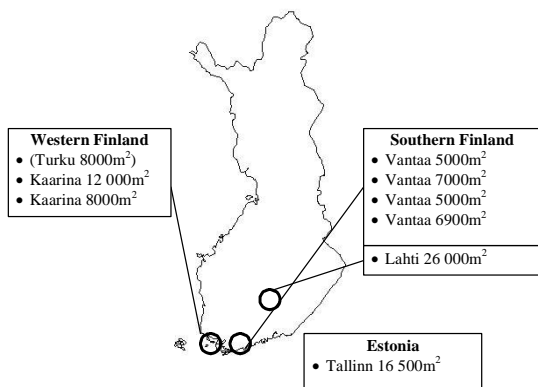 Western Finland
• (Turku 8000m²)
• Kaarina 12 000m²
• Kaarina 8000m²
Southern Finland
• Vantaa 5000m²
• Vantaa 7000m²
• Vantaa 5000m²
• Vantaa 6900m²
• Lahti 26 000m²
Estonia
• Tallinn 16 500m²